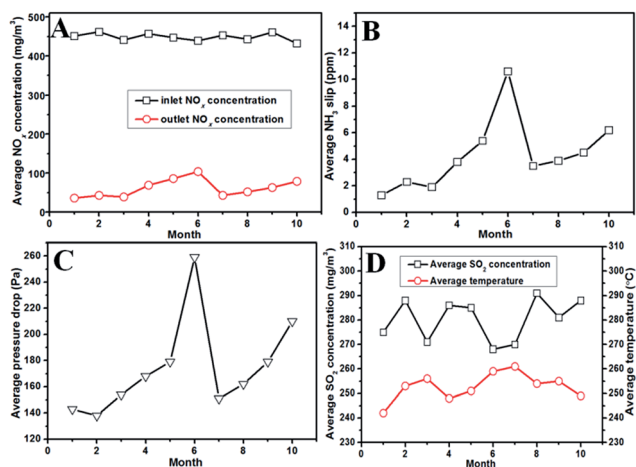 A
Average NOx cncentration (mg/m³)
450
400
300
200
100
0
inlet NOx concentration
outlet NOx concentration
0 2 4 6 8 10
Month
B
Average NH3 slip (ppm)
14
12
10
8
6
4
2
0
0 2 4 6 8 10
Month
C
Average pressure drop (Pa)
260
240
220
200
180
160
140
120
0 2 4 6 8 10
Month
D
Average SO2 concentration (mg/m³)
310
300
290
280
270
260
250
240
230
Average SO2 concentration
Average temperature
0 2 4 6 8 10
Month
310
300
290
280
270
260
250
240
230
Average temperature (°C)